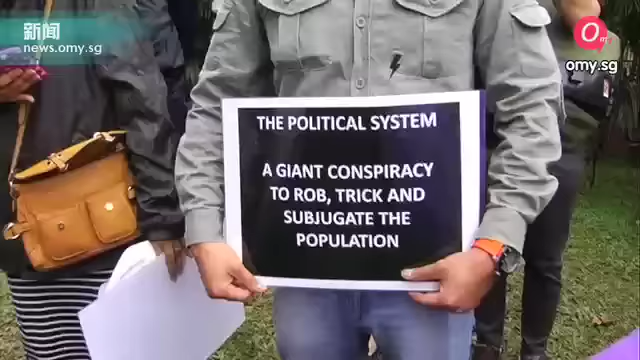 新闻
news.omy.sg
omy
omy.sg
THE POLITICAL SYSTEM
A GIANT CONSPIRACY
TO ROB, TRICK AND
SUBJUGATE THE
POPULATION